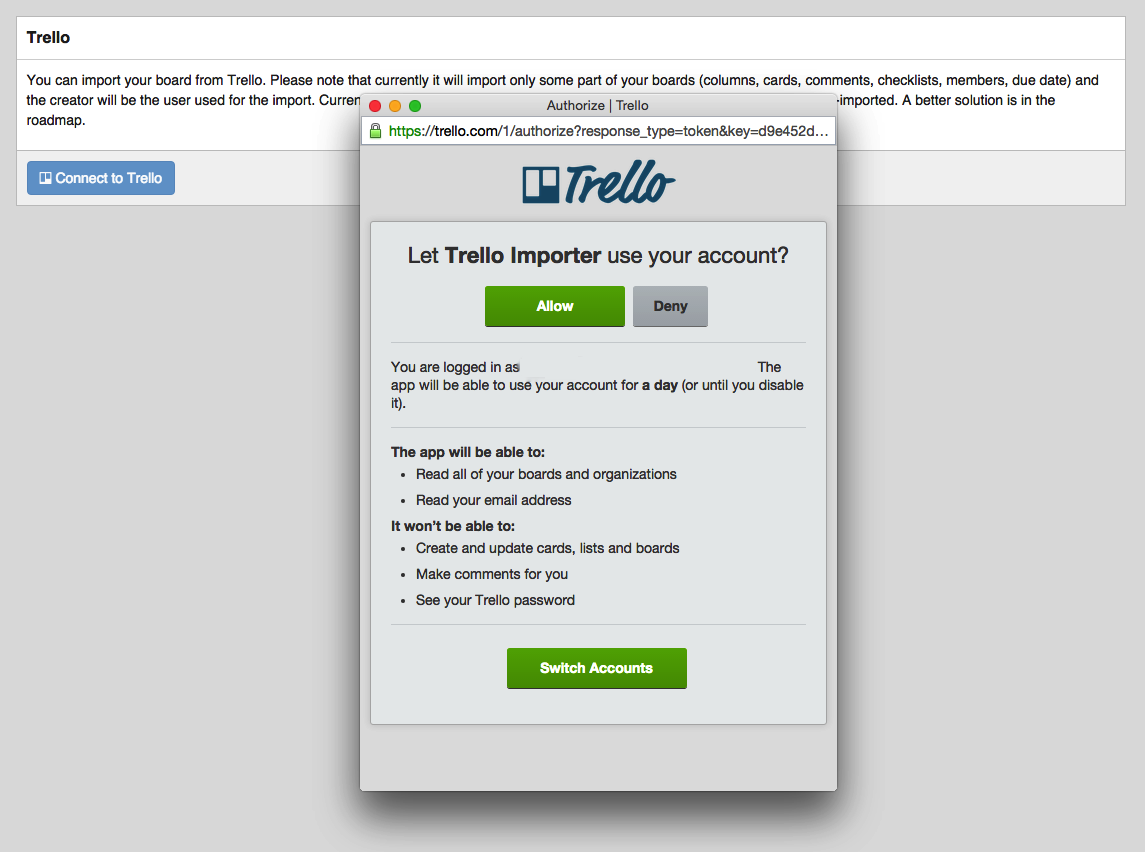 Trello
You can import your board from Trello. Please note that currently it will import only some part of your boards (columns, cards, comments, checklists, members, due date) and
the creator will be the user used for the import. Curren
-imported. A better solution is in the
roadmap.
Connect to Trello
Authorize | Trello
https://trello.com/1/authorize?response_type=token&key=d9e452d...
Trello
Let Trello Importer use your account?
Allow
Deny
You are logged in as The
app will be able to use your account for a day (or until you disable
it).
The app will be able to:
• Read all of your boards and organizations
• Read your email address
It won't be able to:
• Create and update cards, lists and boards
• Make comments for you
• See your Trello password
Switch Accounts